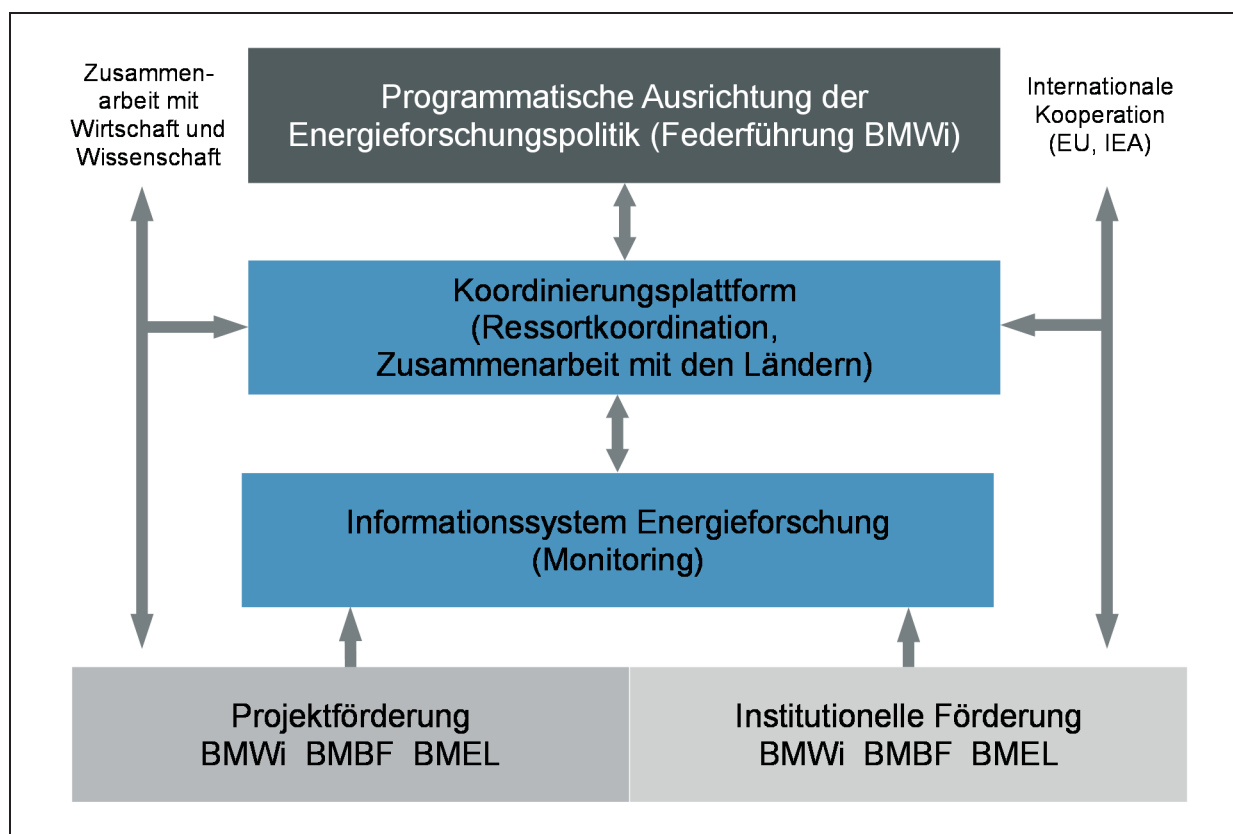 Zusammen-
arbeit mit
Wirtschaft und
Wissenschaft
Programmatische Ausrichtung der
Energieforschungspolitik (Federführung BMWi)
Internationale
Kooperation
(EU, IEA)
Koordinierungsplattform
(Ressortkoordination,
Zusammenarbeit mit den Ländern)
Informationssystem Energieforschung
(Monitoring)
Projektförderung
BMWi BMBF BMEL
Institutionelle Förderung
BMWi BMBF BMEL